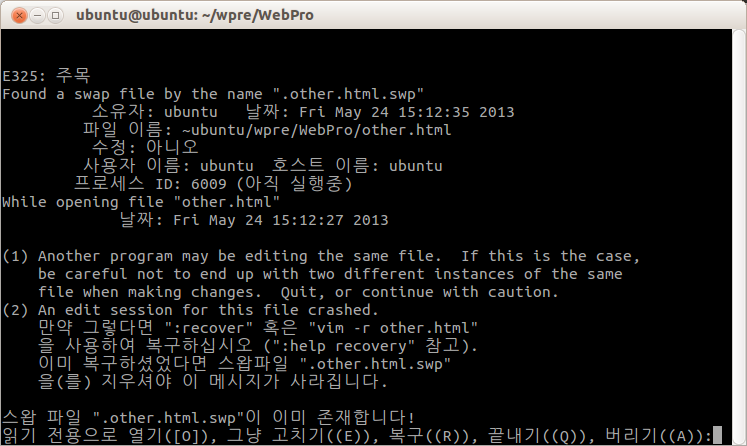 ubuntu@ubuntu: ~/wpre/WebPro
E325: 주목
Found a swap file by the name ".other.html.swp"
소유자: ubuntu 날짜: Fri May 24 15:12:35 2013
파일 이름: ~ubuntu/wpre/WebPro/other.html
수정: 아니오
사용자 이름: ubuntu 호스트 이름: ubuntu
프로세스 ID: 6009 (아직 실행중)
While opening file "other.html"
날짜: Fri May 24 15:12:27 2013
(1) Another program may be editing the same file. If this is the case,
be careful not to end up with two different instances of the same
file when making changes. Quit, or continue with caution.
(2) An edit session for this file crashed.
만약 그렇다면 ":recover" 혹은 "vim -r other.html"
을 사용하여 복구하십시오 (":help recovery" 참고).
이미 복구하셨었다면 스왑파일 ".other.html.swp"
을(를) 지우셔야 이 메시지가 사라집니다.
스왑 파일 ".other.html.swp"이 이미 존재합니다!
읽기 전용으로 열기([O]), 그냥 고치기((E)), 복구((R)), 끝내기((Q)), 버리기((A)):